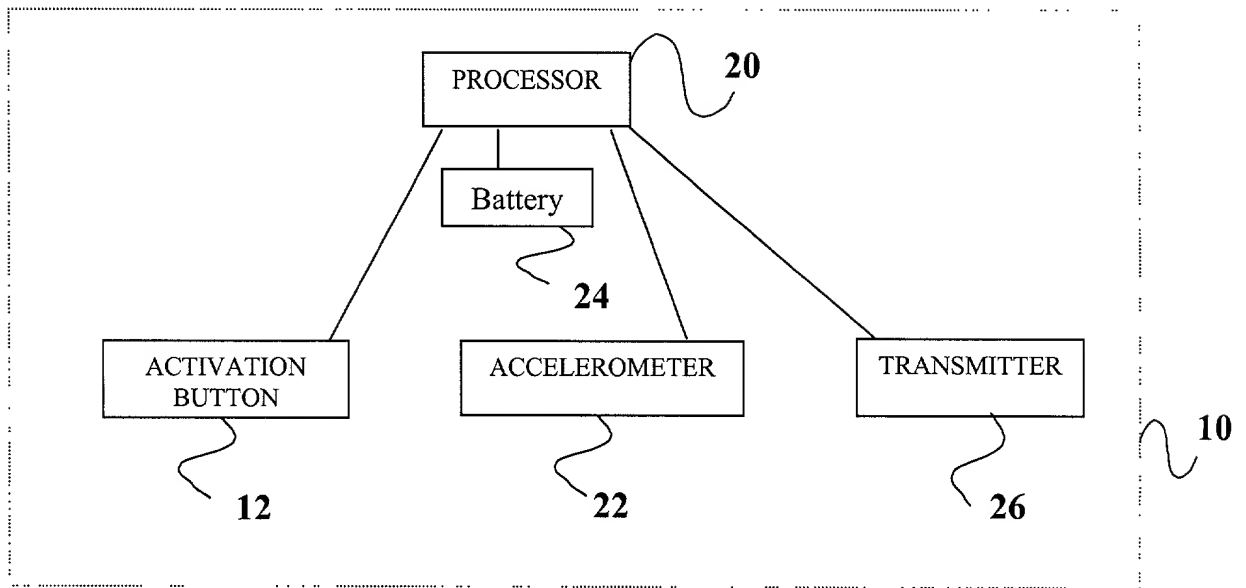 PROCESSOR
20
Battery
24
ACTIVATION
BUTTON
ACCELEROMETER
TRANSMITTER
10
12
22
26